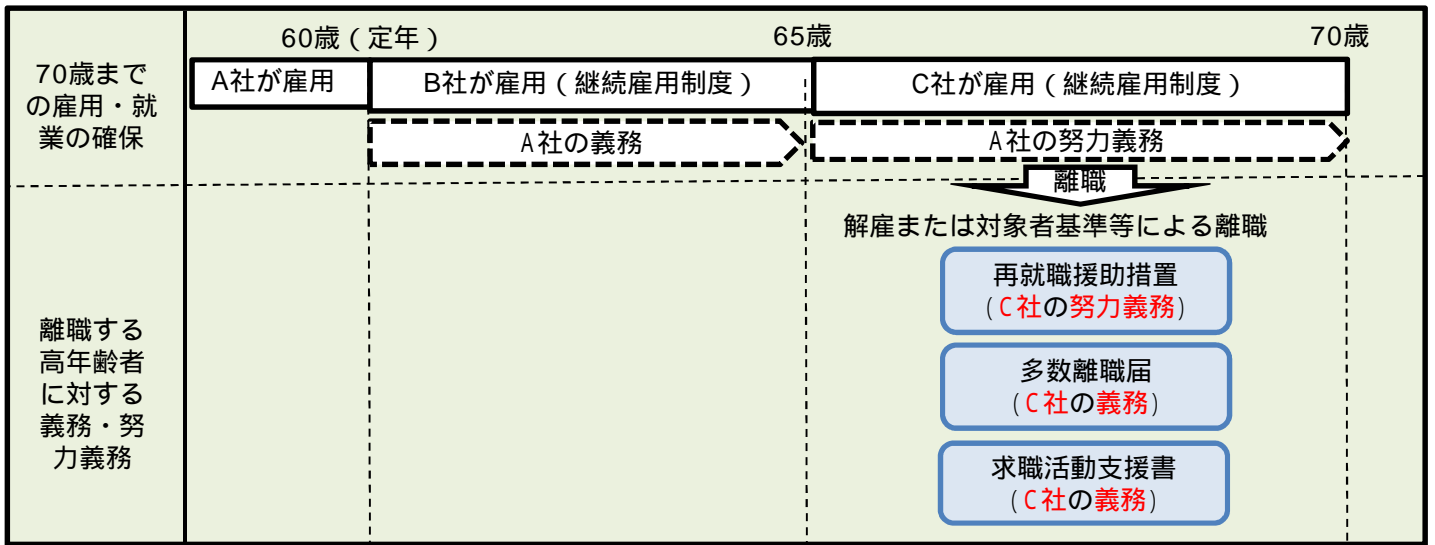 60歳(定年)
65歳
70歳
70歳まで
の雇用・就
業の確保
A社が雇用
B社が雇用(継続雇用制度)
C社が雇用(継続雇用制度)
A社の義務
A社の努力義務
離職
解雇または対象者基準等による離職
離職する
高年齢者
に対する
義務・努
力義務
再就職援助措置
(C社の努力義務)
多数離職届
(C社の義務)
求職活動支援書
(C社の義務)